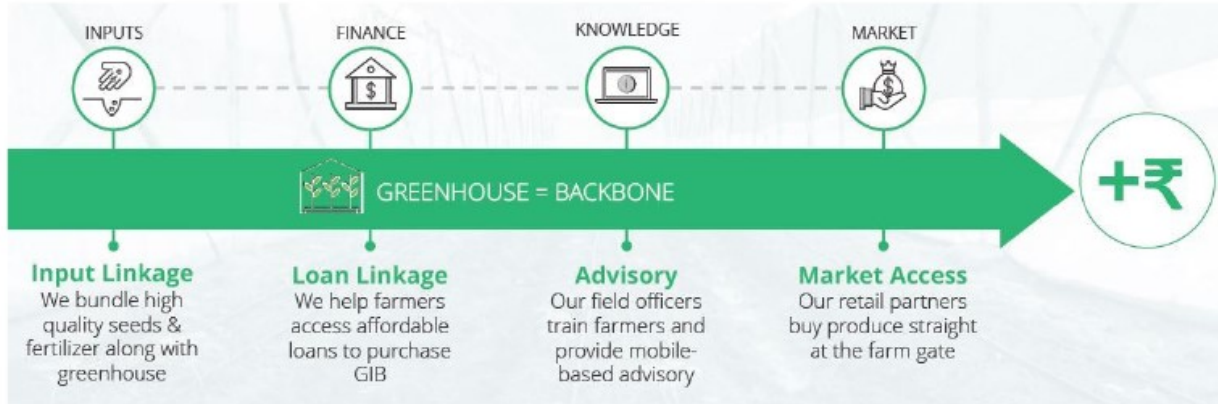 INPUTS
FINANCE
KNOWLEDGE
MARKET
$
$
GREENHOUSE = BACKBONE
+₹
Input Linkage
We bundle high
quality seeds &
fertilizer along with
greenhouse
Loan Linkage
We help farmers
access affordable
loans to purchase
GIB
Advisory
Our field officers
train farmers and
provide mobile-
based advisory
Market Access
Our retail partners
buy produce straight
at the farm gate